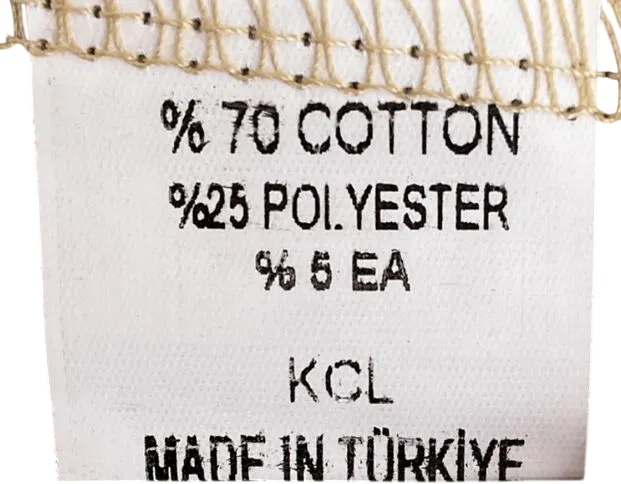 % 70 COTTON
%25 POLYESTER
% 5 EA
KCL
MADE IN TÜRKİYE